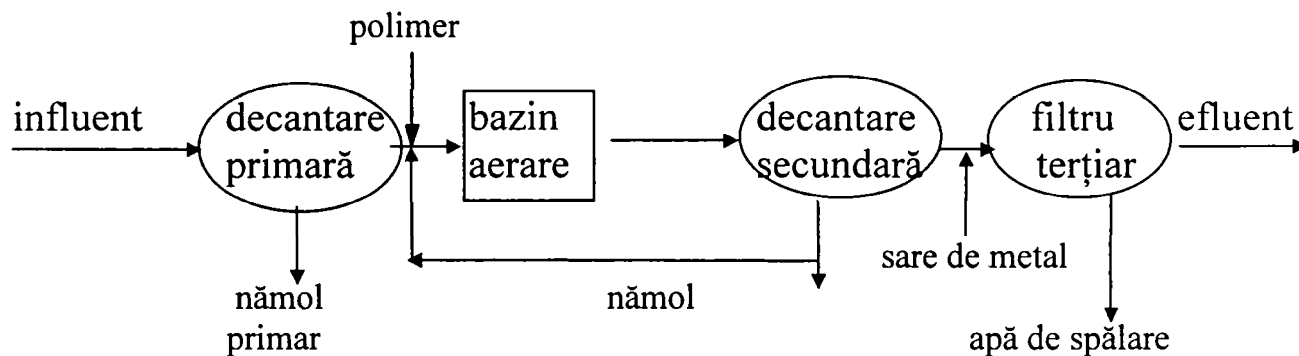 polimer
influent
decantare
primară
bazin
aerare
decantare
secundară
filtru
terțiar
efluent
sare de metal
nămol
primar
nămol
apă de spălare